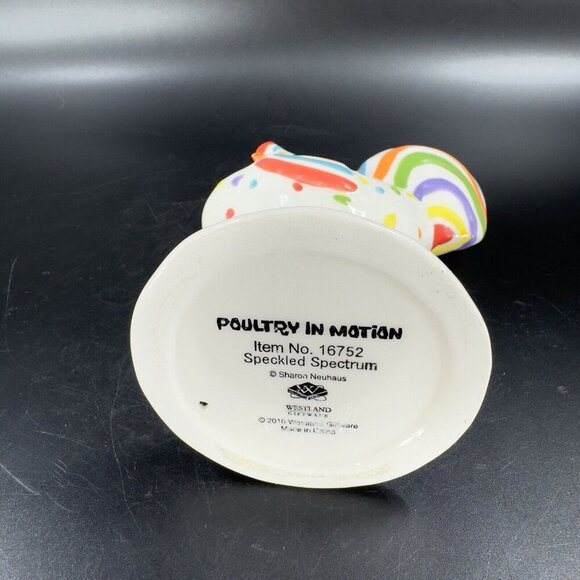 POULTRY IN MOTION
Item No. 16752
Speckled Spectrum
© Sharon Neuhaus
WESTLAND
GIFTWARE
© 2010 Westland Giftware
Made in China